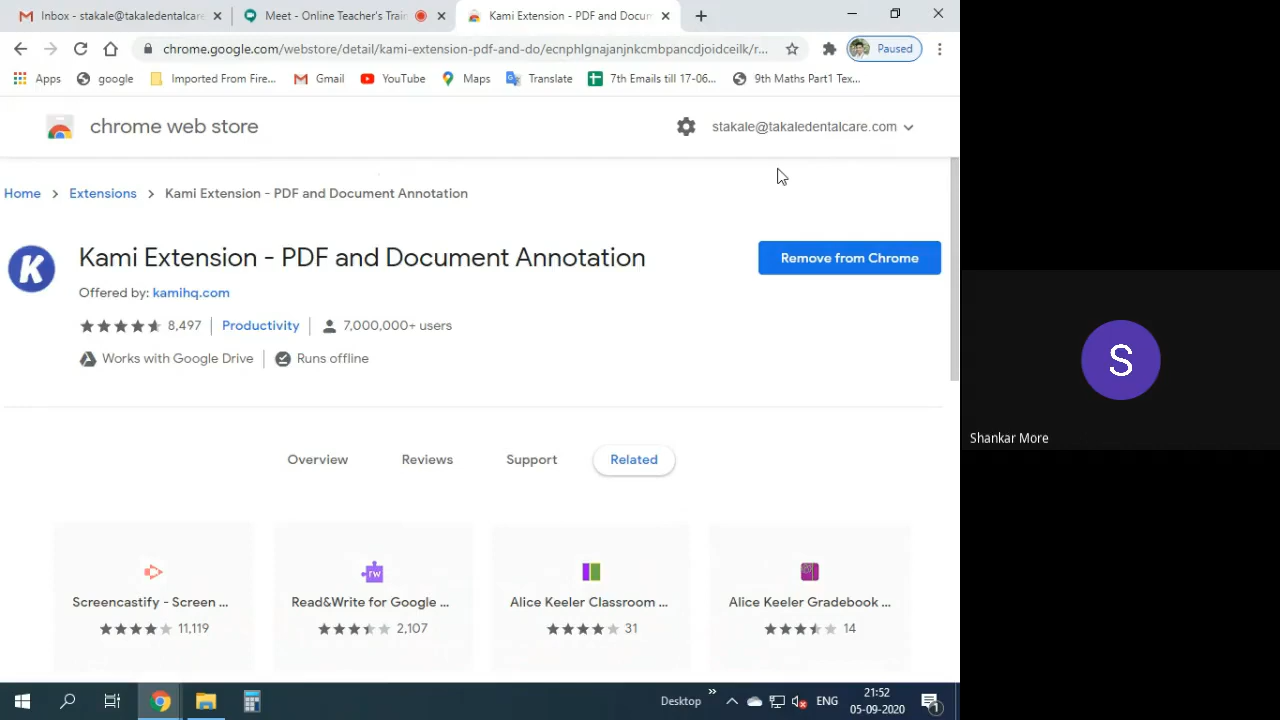 Inbox - stakale@takaledentalcare.
Meet - Online Teacher's Train
Kami Extension - PDF and Docum
chrome.google.com/webstore/detail/kami-extension-pdf-and-do/ecnphlgnajanjnkcmbpancdjoidceilk/r...
Paused
Apps
google
Imported From Fire...
Gmail
YouTube
Maps
Translate
7th Emails till 17-06...
9th Maths Part1 Tex...
chrome web store
stakale@takaledentalcare.com
Home > Extensions > Kami Extension - PDF and Document Annotation
K
Kami Extension - PDF and Document Annotation
Remove from Chrome
Offered by: kamihq.com
8,497
Productivity
7,000,000+ users
Works with Google Drive
Runs offline
Overview
Reviews
Support
Related
Screencastify - Screen ...
11,119
rw
Read&Write for Google ...
2,107
Alice Keeler Classroom ...
31
Alice Keeler Gradebook ...
14
S
Shankar More
Desktop
ENG
21:52
05-09-2020
1